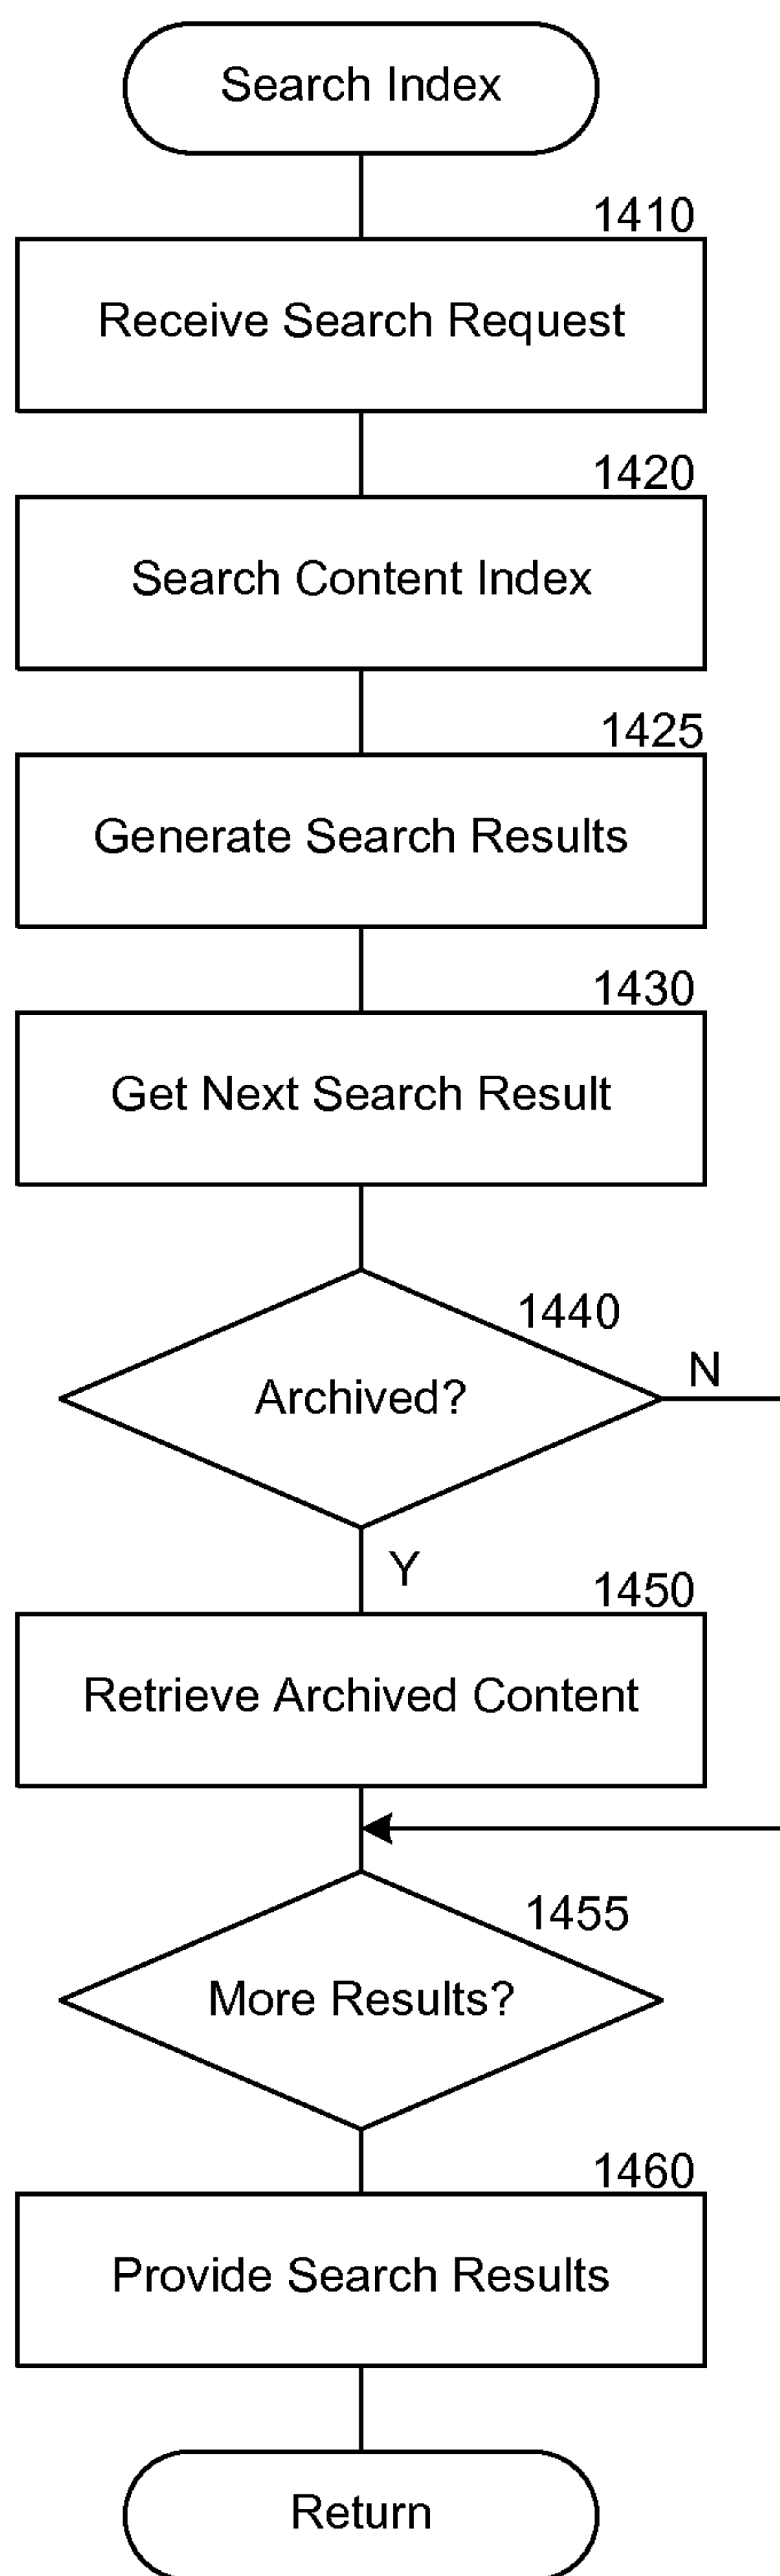 Search Index
1410
Receive Search Request
1420
Search Content Index
1425
Generate Search Results
1430
Get Next Search Result
1440
Archived?
N
Y
1450
Retrieve Archived Content
1455
More Results?
1460
Provide Search Results
Return